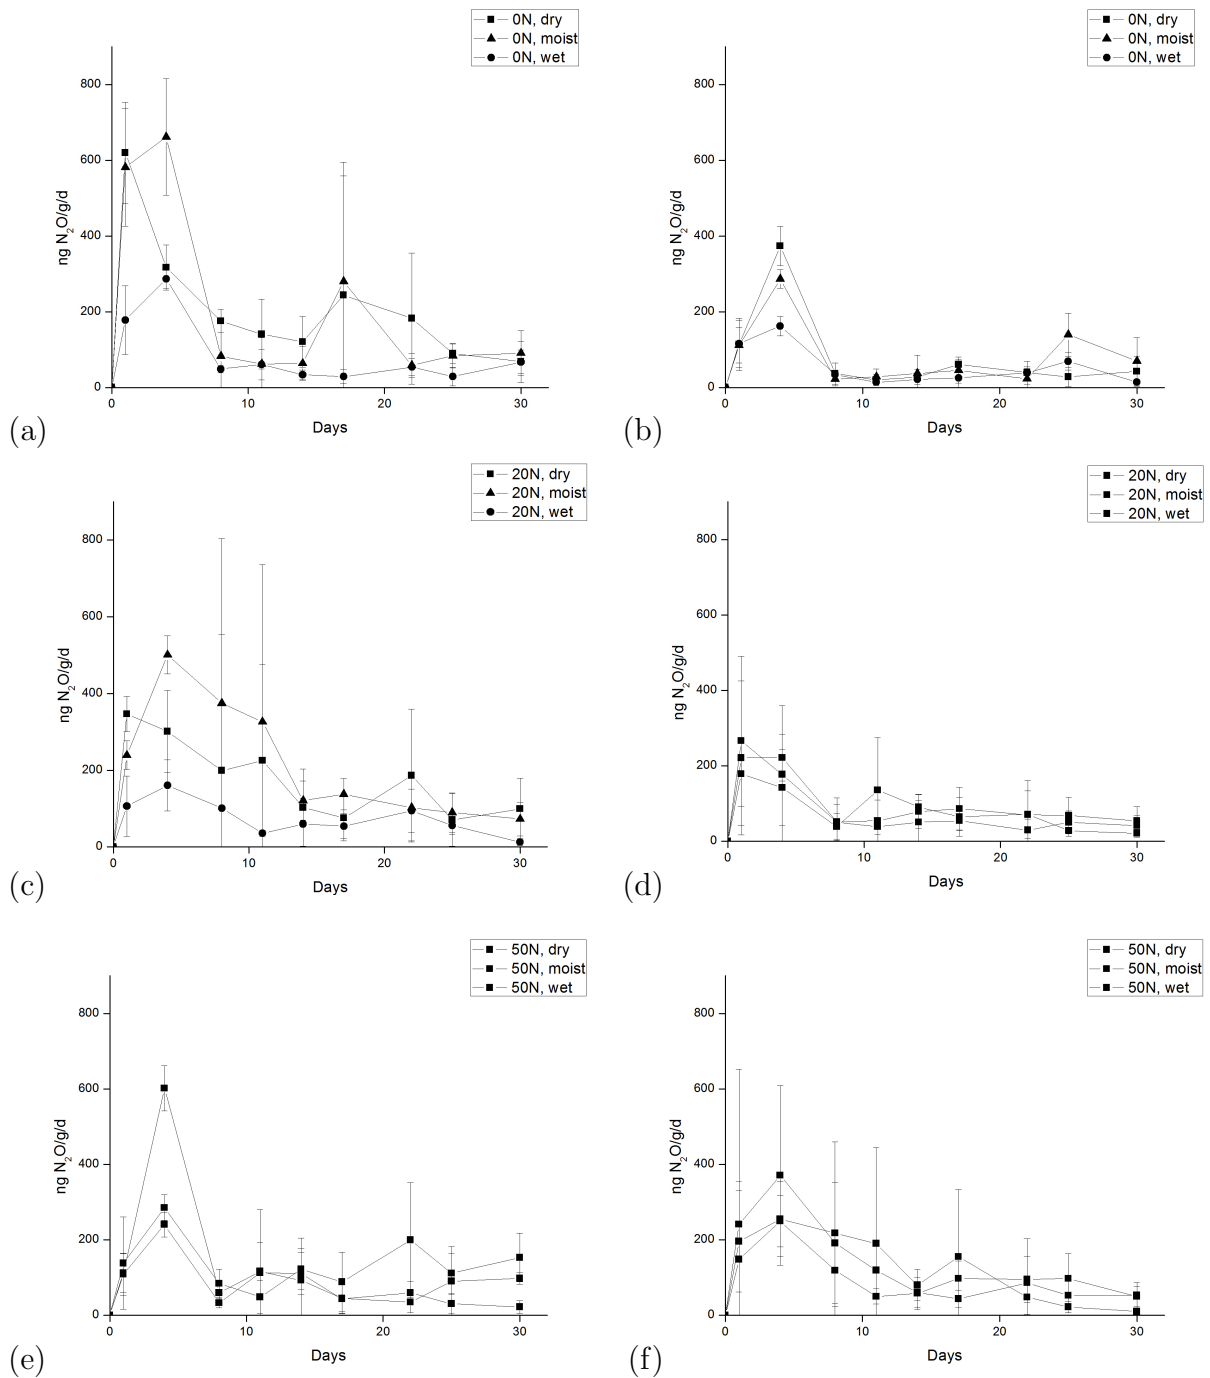 0N, dry
0N, moist
0N, wet
800
600
400
200
0
ng N₂O/g/d
0 10 20 30
Days
(a)
0N, dry
0N, moist
0N, wet
800
600
400
200
0
ng N₂O/g/d
0 10 20 30
Days
(b)
20N, dry
20N, moist
20N, wet
800
600
400
200
0
ng N₂O/g/d
0 10 20 30
Days
(c)
20N, dry
20N, moist
20N, wet
800
600
400
200
0
ng N₂O/g/d
0 10 20 30
Days
(d)
50N, dry
50N, moist
50N, wet
800
600
400
200
0
ng N₂O/g/d
0 10 20 30
Days
(e)
50N, dry
50N, moist
50N, wet
800
600
400
200
0
ng N₂O/g/d
0 10 20 30
Days
(f)